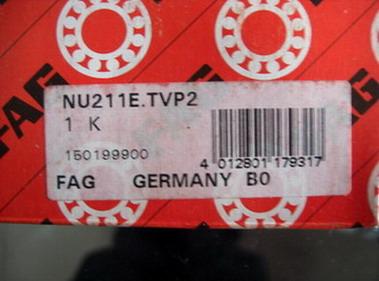 FAG
FAG
NU211E.TVP2
1 K
150199900
4 012801 179317
FAG GERMANY B0